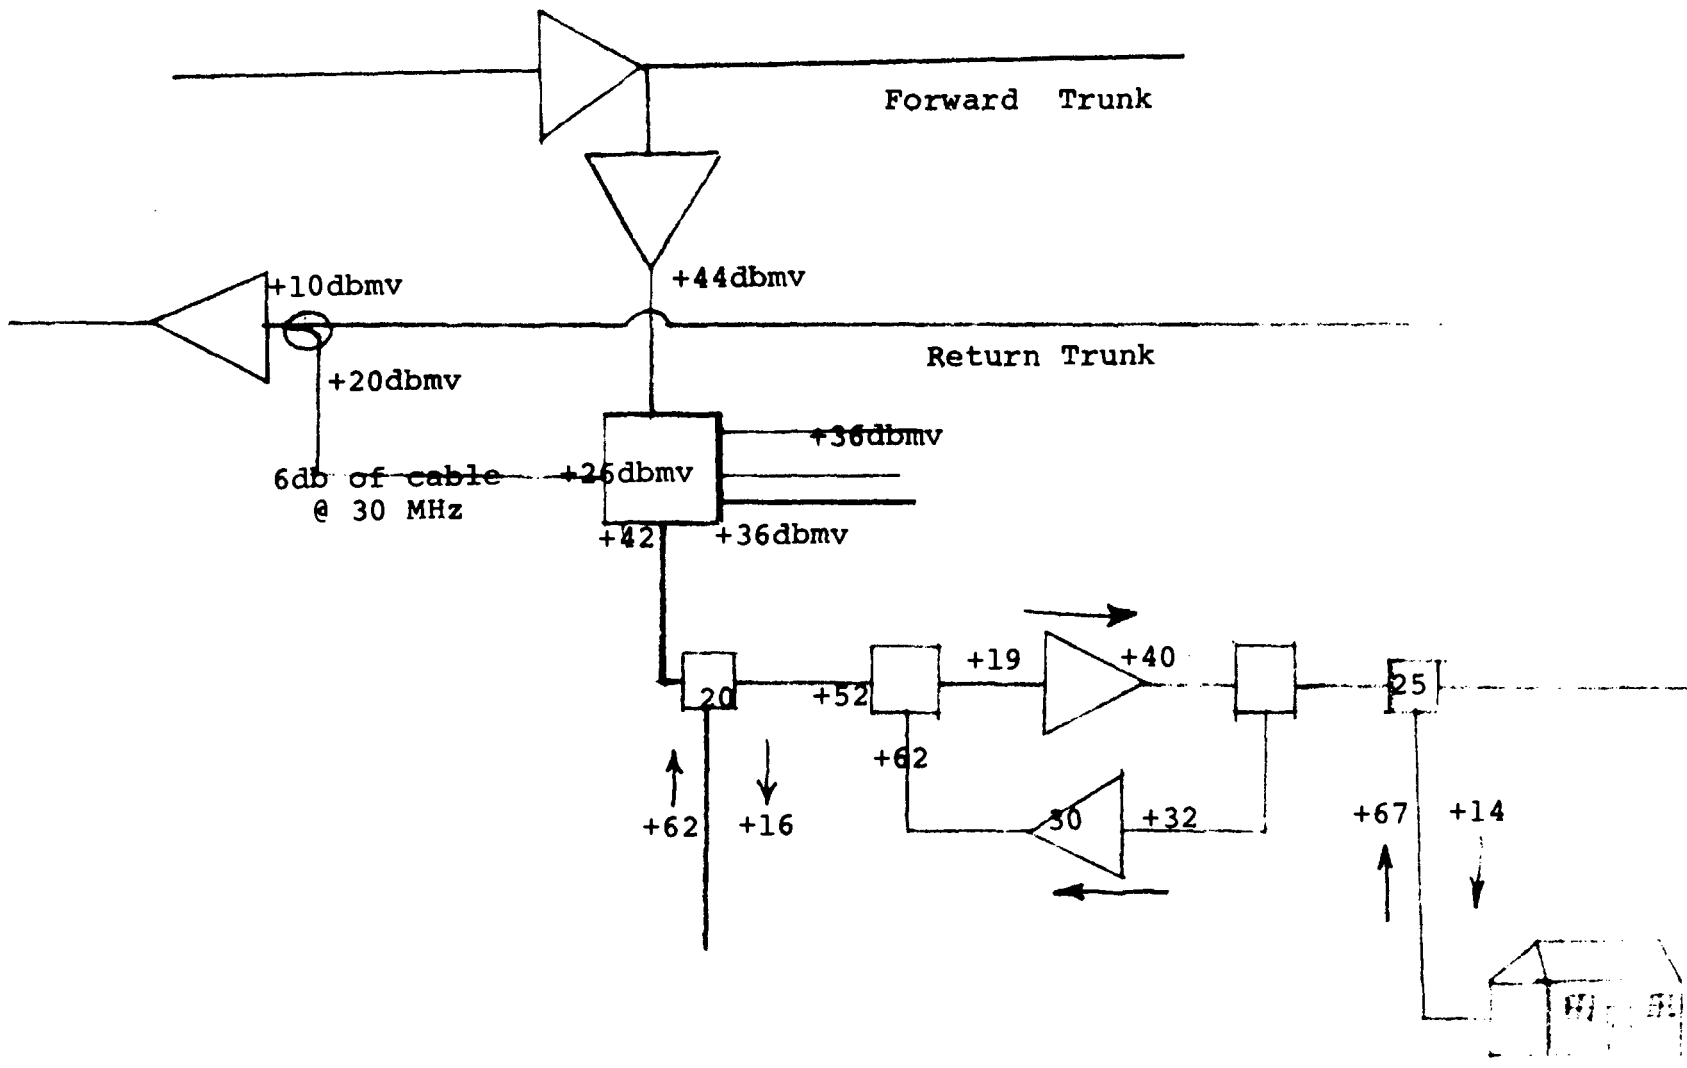 Forward Trunk
+44dbmv
+10dbmv
Return Trunk
+20dbmv
+36dbmv
6db of cable
@ 30 MHz
+26dbmv
+42
+36dbmv
+19
+40
20
+52
25
+62
+62
+16
30
+32
+67
+14